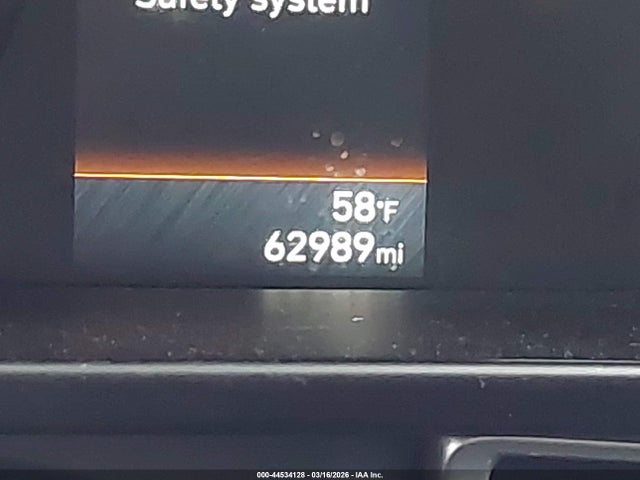 Safety system
58°F
62989mi
000-44534128 - 03/16/2026 - IAA Inc.